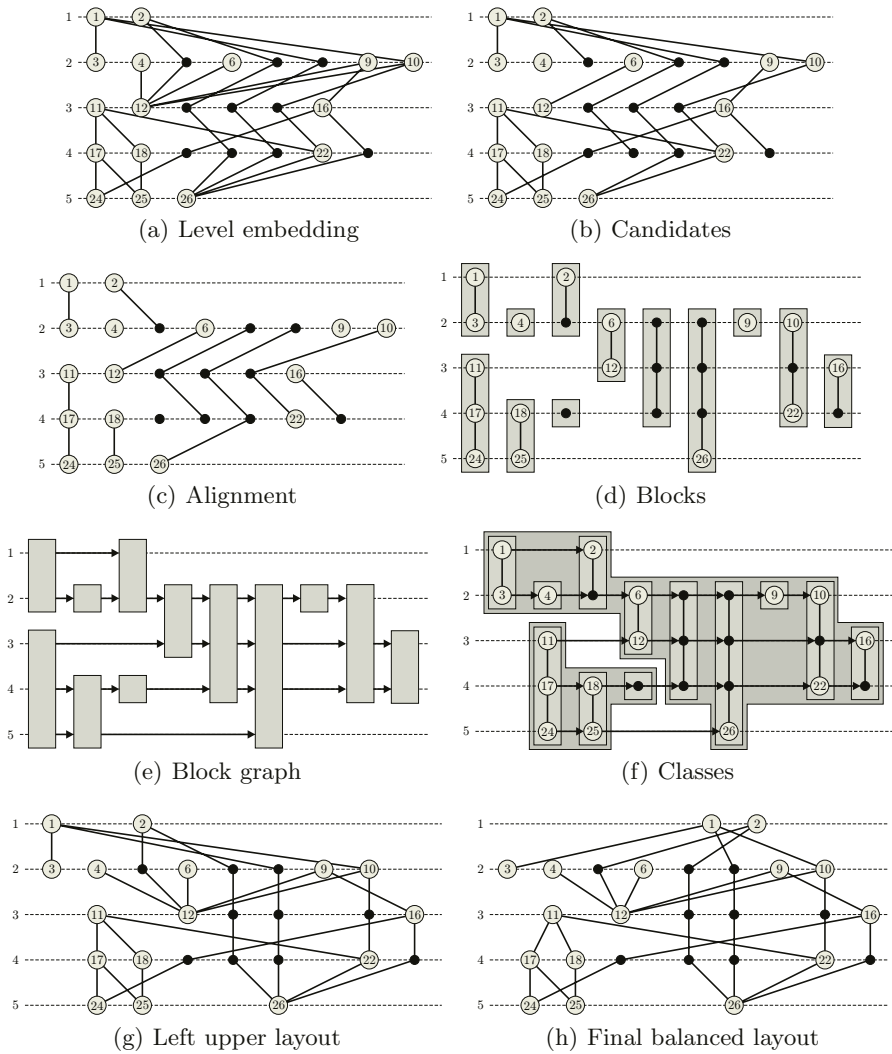 1 1 2 1 1 2
2 3 4 6 9 10 2 3 4 6 9 10
3 11 12 16 3 11 12 16
4 17 18 22 4 17 18 22
5 24 25 26 5 24 25 26
(a) Level embedding (b) Candidates
1 1 2 1 1 2
2 3 4 6 9 10 2 3 4 6 9 10
3 11 12 16 3 11 12 16
4 17 18 22 4 17 18 22
5 24 25 26 5 24 25 26
(c) Alignment (d) Blocks
1 1 1 2
2 2 3 4 6 9 10
3 3 11 12 16
4 4 17 18 22
5 5 24 25 26
(e) Block graph (f) Classes
1 1 2 1 1 2
2 3 4 6 9 10 2 3 4 6 9 10
3 11 12 16 3 11 12 16
4 17 18 22 4 17 18 22
5 24 25 26 5 24 25 26
(g) Left upper layout (h) Final balanced layout